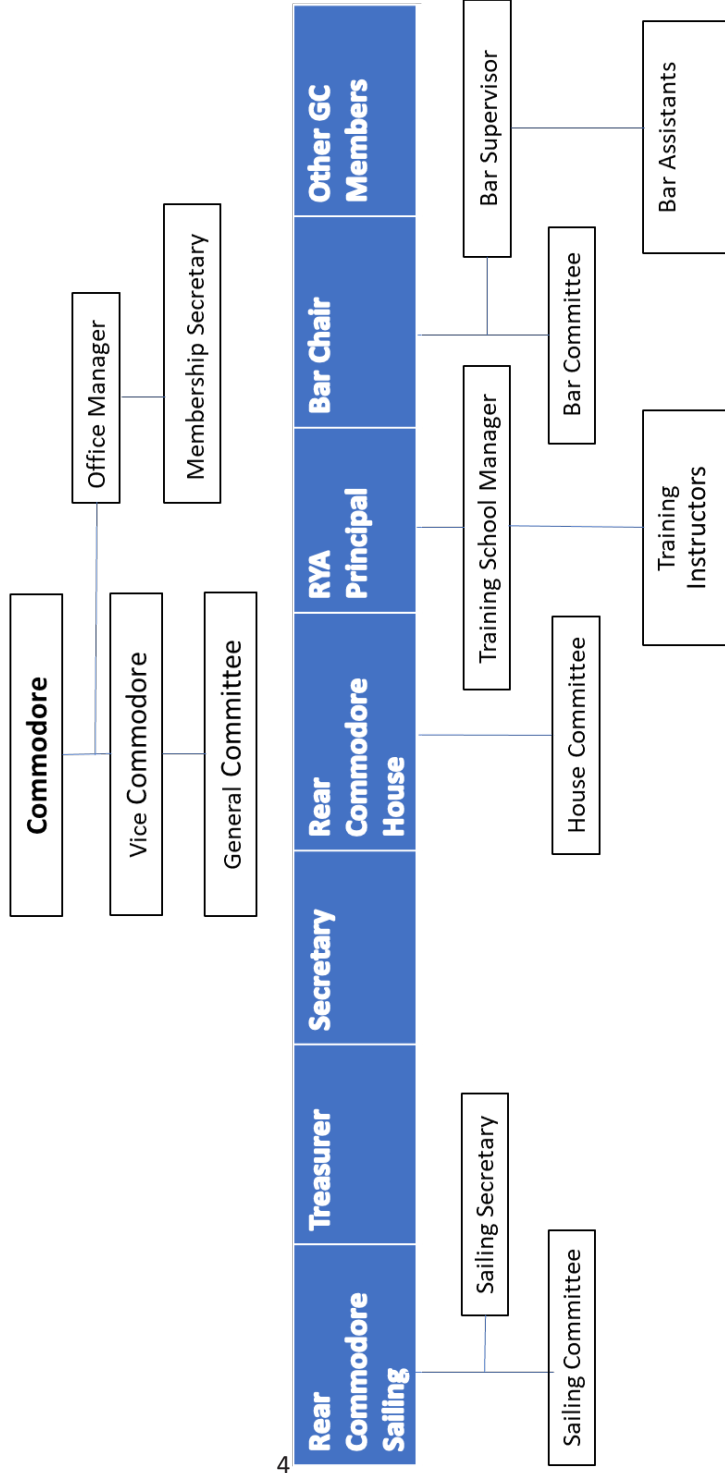 Commodore
Office Manager
Vice Commodore
Membership Secretary
General Committee
Rear
Commodore
Sailing
Treasurer
Secretary
Rear
Commodore
House
RYA
Principal
Bar Chair
Other GC
Members
Sailing Secretary
Training School Manager
Bar Supervisor
Sailing Committee
House Committee
Bar Committee
Training
Instructors
Bar Assistants
4